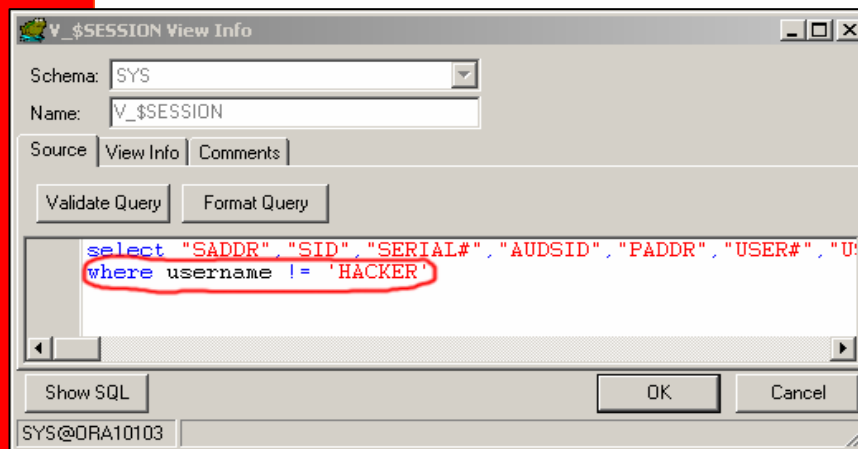 V_$SESSION View Info
Schema: SYS
Name: V_$SESSION
Source View Info Comments
Validate Query Format Query
select "SADDR","SID","SERIAL#","AUDSID","PADDR","USER#",
where username != 'HACKER'
Show SQL OK Cancel
SYS@ORA10103